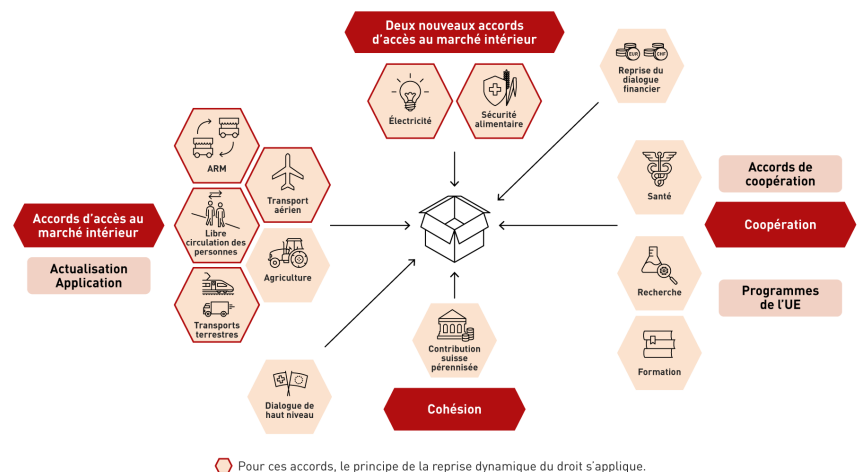 Deux nouveaux accords
d'accès au marché intérieur
Électricité
Sécurité
alimentaire
EUR
CHF
Reprise du
dialogue
financier
ARM
Transport
aérien
Accords d'accès au
marché intérieur
Libre
circulation des
personnes
Actualisation
Application
Agriculture
Transports
terrestres
Santé
Accords de
coopération
Coopération
Recherche
Programmes
de l'UE
Formation
Contribution
suisse
pérennisée
Cohésion
Dialogue de
haut niveau
Pour ces accords, le principe de la reprise dynamique du droit s'applique.